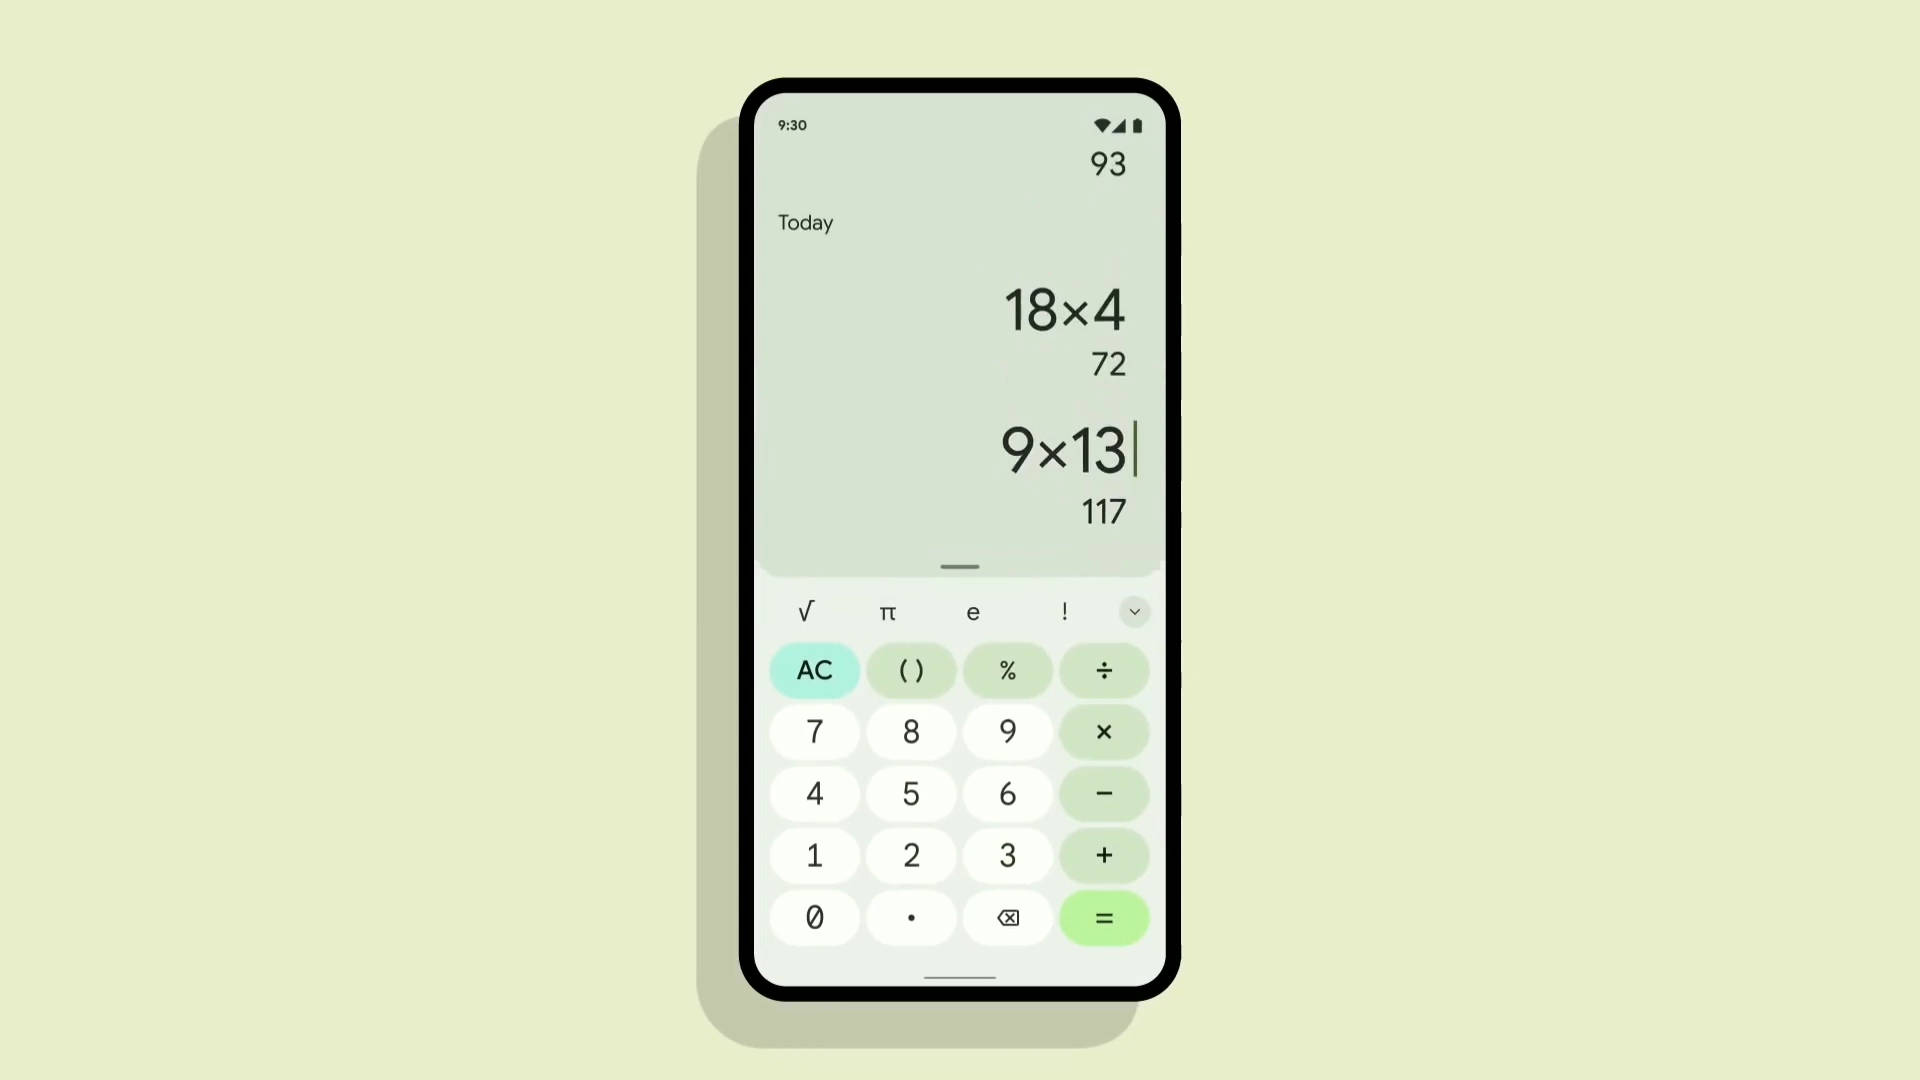 9:30
93
Today
18×4
72
9×13
117
√ π e !
AC ( ) % ÷
7 8 9 ×
4 5 6 −
1 2 3 +
0 . =